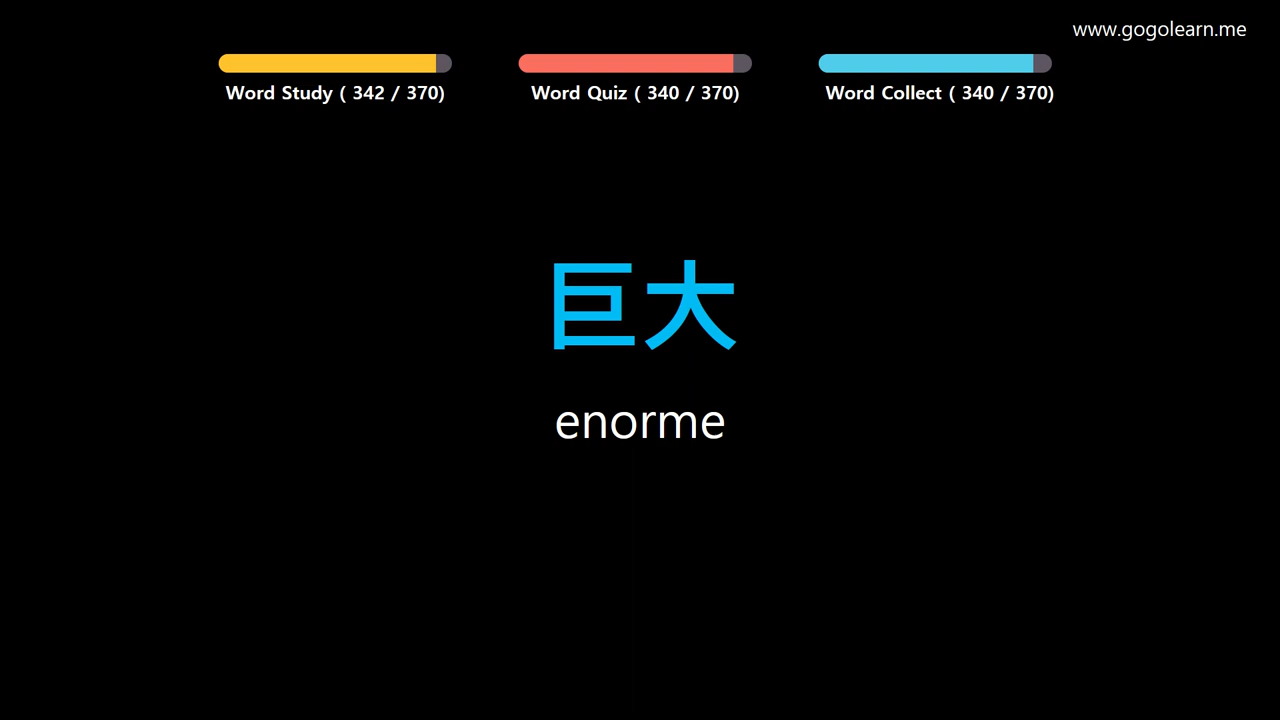 www.gogolearn.me
Word Study ( 342 / 370)
Word Quiz ( 340 / 370)
Word Collect ( 340 / 370)
巨大
enorme